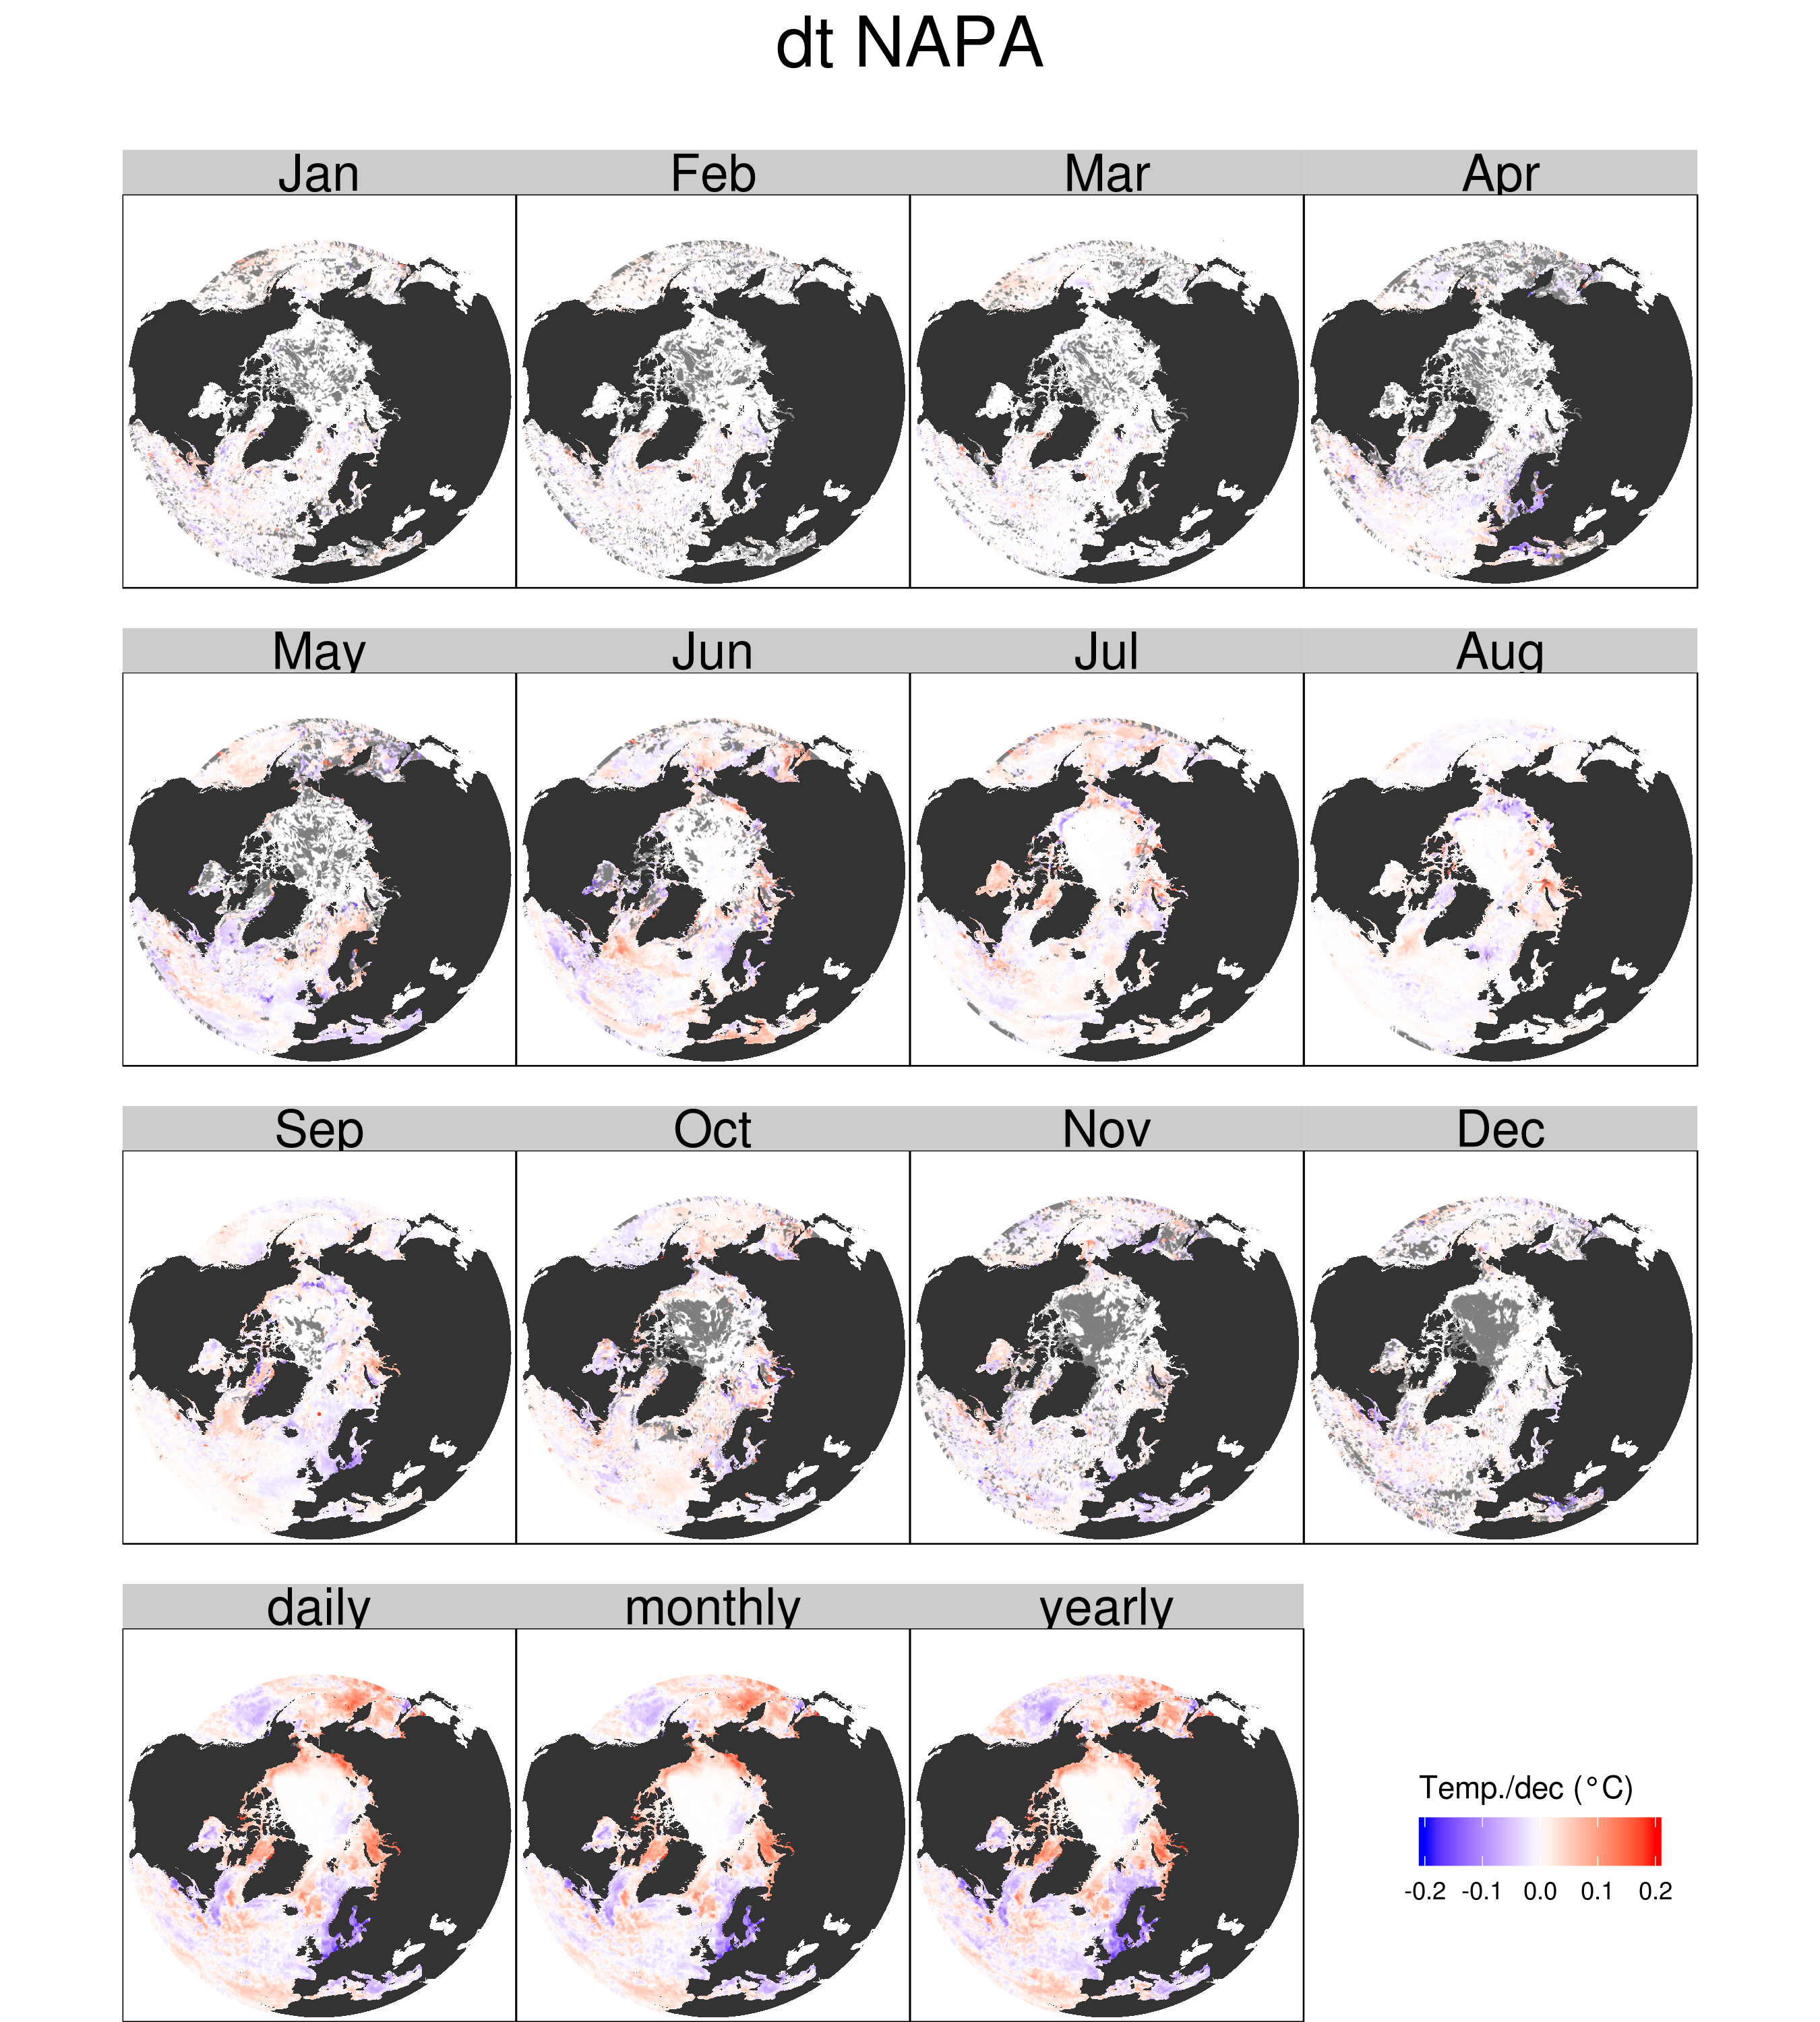 dt NAPA
Jan Feb Mar Apr
May Jun Jul Aug
Sep Oct Nov Dec
daily monthly yearly
Temp./dec (°C)
-0.2 -0.1 0.0 0.1 0.2